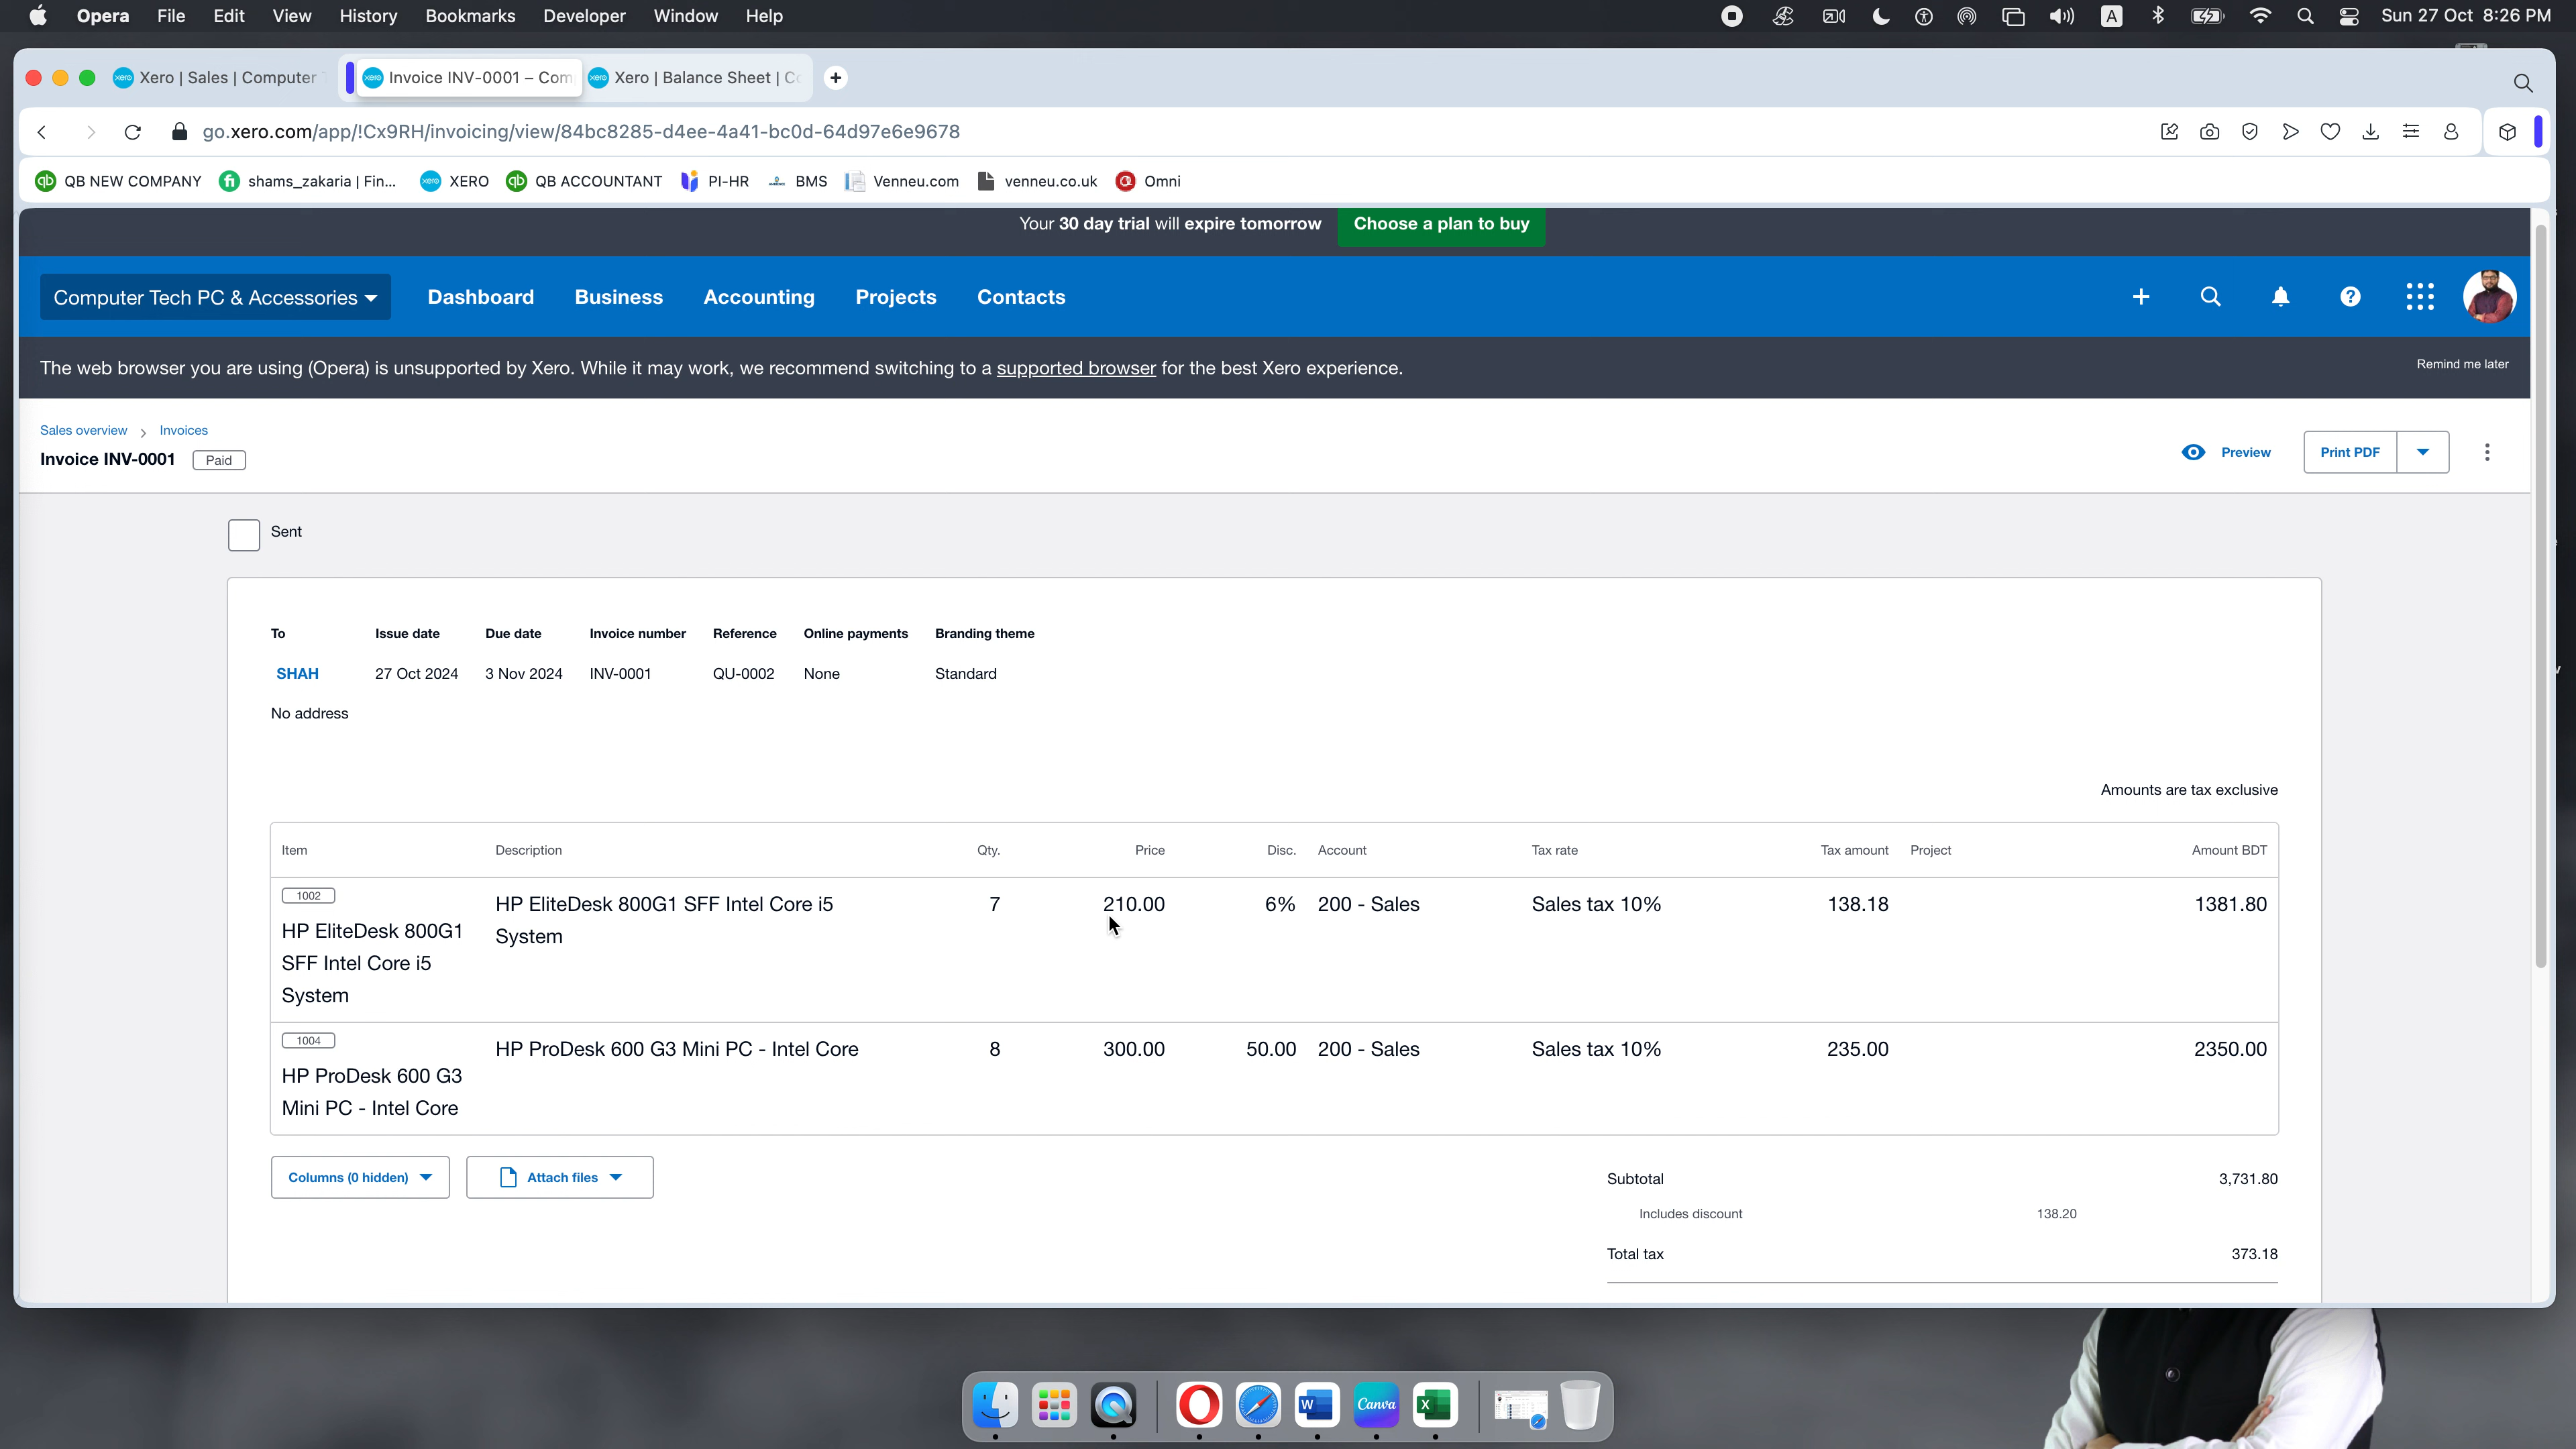 Opera File Edit View History Bookmarks Developer Window Help
A Sun 27 Oct 8:26 PM
xero Xero | Sales | Computer
xero Invoice INV-0001 – Com
xero Xero | Balance Sheet | Co
go.xero.com/app/!Cx9RH/invoicing/view/84bc8285-d4ee-4a41-bc0d-64d97e6e9678
qb QB NEW COMPANY
fi shams_zakaria | Fin...
xero XERO
qb QB ACCOUNTANT
PI-HR
BMS
Venneu.com
venneu.co.uk
Omni
Your 30 day trial will expire tomorrow Choose a plan to buy
Computer Tech PC & Accessories Dashboard Business Accounting Projects Contacts
The web browser you are using (Opera) is unsupported by Xero. While it may work, we recommend switching to a supported browser for the best Xero experience.
Remind me later
Sales overview Invoices
Invoice INV-0001 Paid
Preview Print PDF
Sent
To Issue date Due date Invoice number Reference Online payments Branding theme
SHAH 27 Oct 2024 3 Nov 2024 INV-0001 QU-0002 None Standard
No address
Amounts are tax exclusive
Item Description Qty. Price Disc. Account Tax rate Tax amount Project Amount BDT
1002
HP EliteDesk 800G1
SFF Intel Core i5
System
HP EliteDesk 800G1 SFF Intel Core i5
System
7 210.00 6% 200 - Sales Sales tax 10% 138.18 1381.80
1004
HP ProDesk 600 G3
Mini PC - Intel Core
HP ProDesk 600 G3 Mini PC - Intel Core
8 300.00 50.00 200 - Sales Sales tax 10% 235.00 2350.00
Columns (0 hidden) Attach files
Subtotal 3,731.80
Includes discount 138.20
Total tax 373.18
W
Canva
X